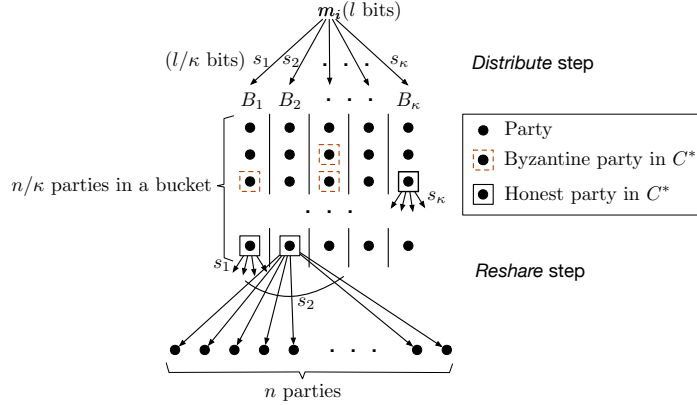 m_i(l bits)
(l/κ bits) s_1 s_2 · · · s_κ
Distribute step
B_1 B_2 · · · B_κ
Party
Byzantine party in C*
Honest party in C*
n/κ parties in a bucket
s_κ
· · ·
s_1
Reshare step
s_2
· · ·
n parties